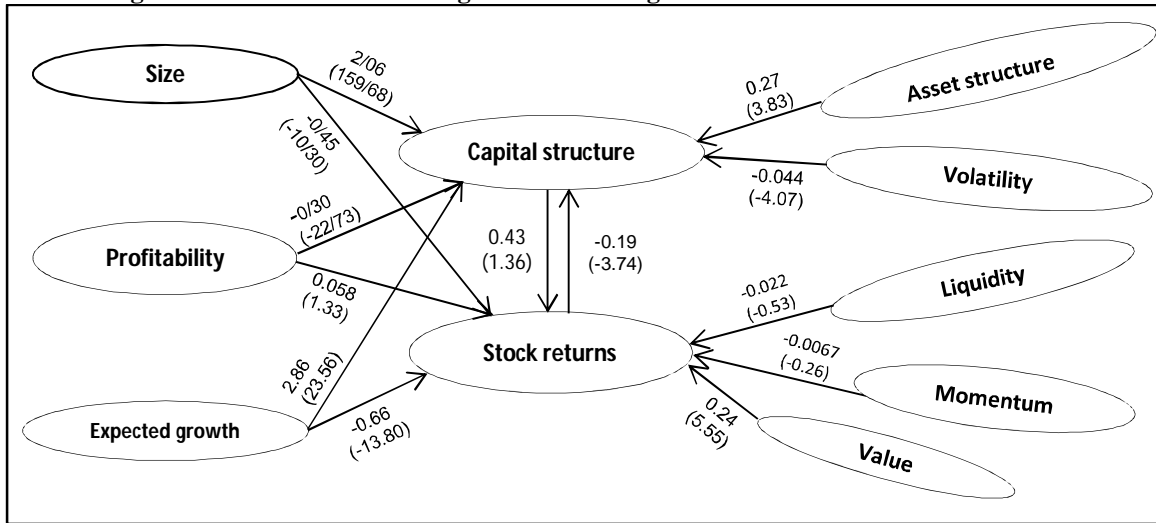 Size
2/06
(159/68)
-0/45
(-10/30)
Asset structure
0.27
(3.83)
Capital structure
Volatility
-0.044
(-4.07)
Profitability
-0/30
(-22/73)
0.058
(1.33)
0.43
(1.36)
-0.19
(-3.74)
Liquidity
-0.022
(-0.53)
Stock returns
Momentum
-0.0067
(-0.26)
Expected growth
2.86
(23.56)
-0.66
(-13.80)
Value
0.24
(5.55)